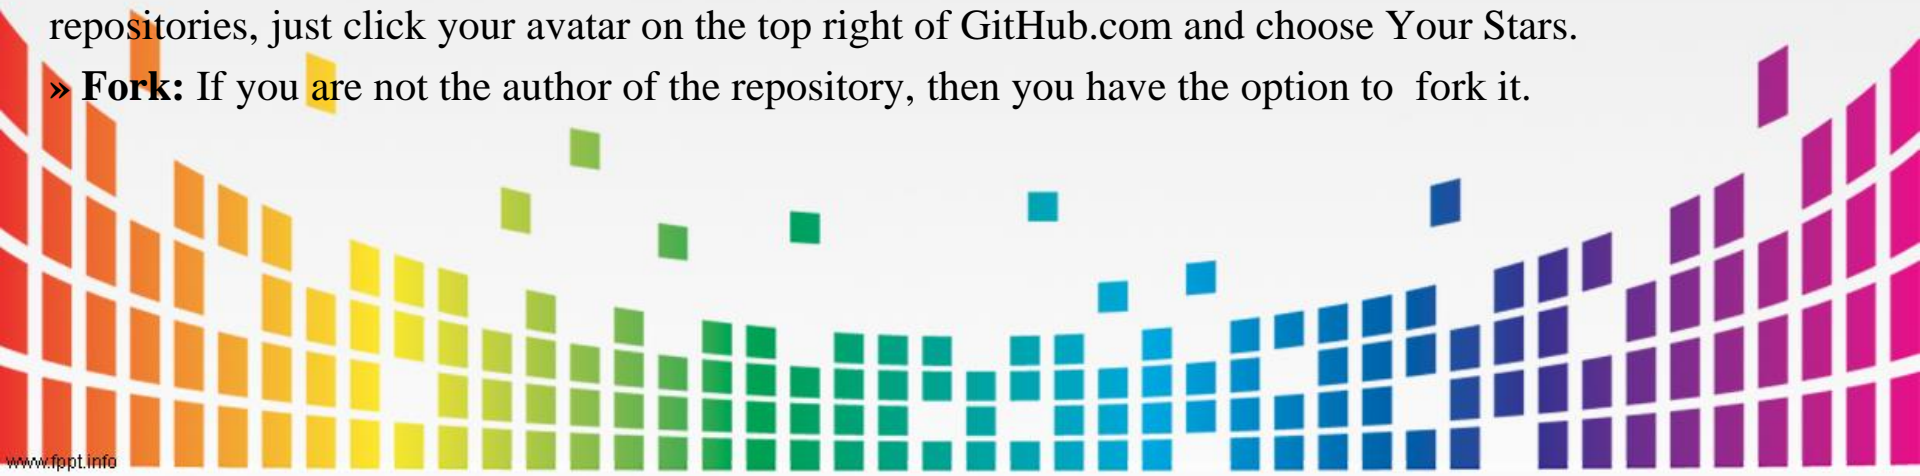 repositories, just click your avatar on the top right of GitHub.com and choose Your Stars.
» Fork: If you are not the author of the repository, then you have the option to  fork it.
www.fppt.info